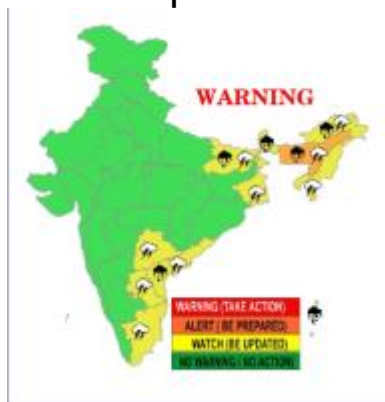 WARNING
WARNING (TAKE ACTION)
ALERT ( BE PREPARED)
WATCH (BE UPDATED)
NO WARNING ( NO ACTION)